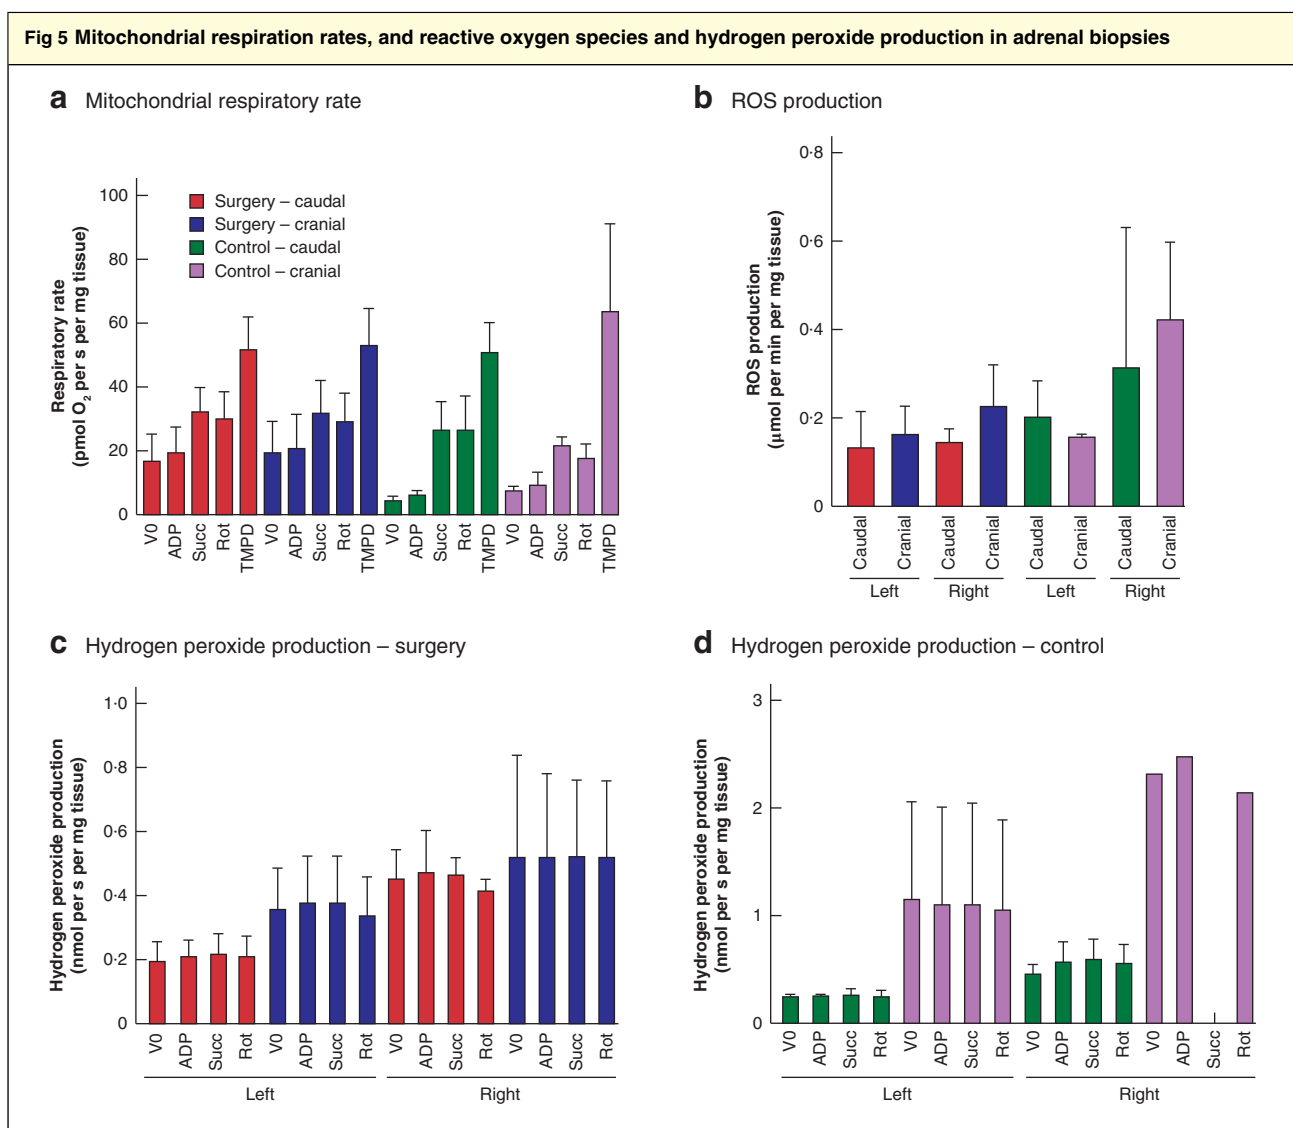 Fig 5 Mitochondrial respiration rates, and reactive oxygen species and hydrogen peroxide production in adrenal biopsies
a Mitochondrial respiratory rate
Respiratory rate
(pmol O2 per s per mg tissue)
100
80
60
40
20
0
Surgery – caudal
Surgery – cranial
Control – caudal
Control – cranial
V0 ADP Succ Rot TMPD V0 ADP Succ Rot TMPD V0 ADP Succ Rot TMPD V0 ADP Succ Rot TMPD
b ROS production
ROS production
(μmol per min per mg tissue)
0·8
0·6
0·4
0·2
0
Caudal Cranial Caudal Cranial Caudal Cranial Caudal Cranial
Left Right Left Right
c Hydrogen peroxide production – surgery
Hydrogen peroxide production
(nmol per s per mg tissue)
1·0
0·8
0·6
0·4
0·2
0
V0 ADP Succ Rot V0 ADP Succ Rot V0 ADP Succ Rot V0 ADP Succ Rot
Left Right
d Hydrogen peroxide production – control
Hydrogen peroxide production
(nmol per s per mg tissue)
3
2
1
0
V0 ADP Succ Rot V0 ADP Succ Rot V0 ADP Succ Rot V0 ADP Succ Rot
Left Right